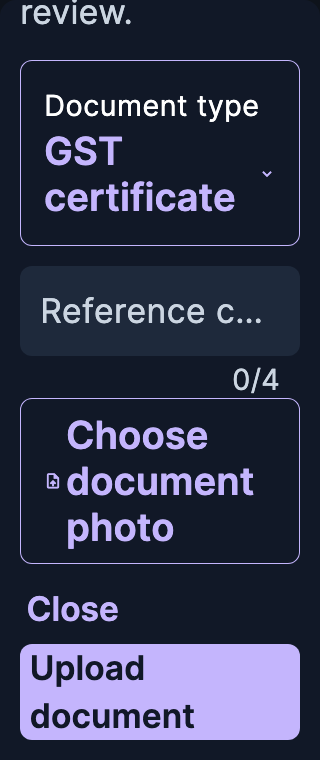 review.
Document type
GST
certificate
Reference c...
0/4
Choose
document
photo
Close
Upload
document